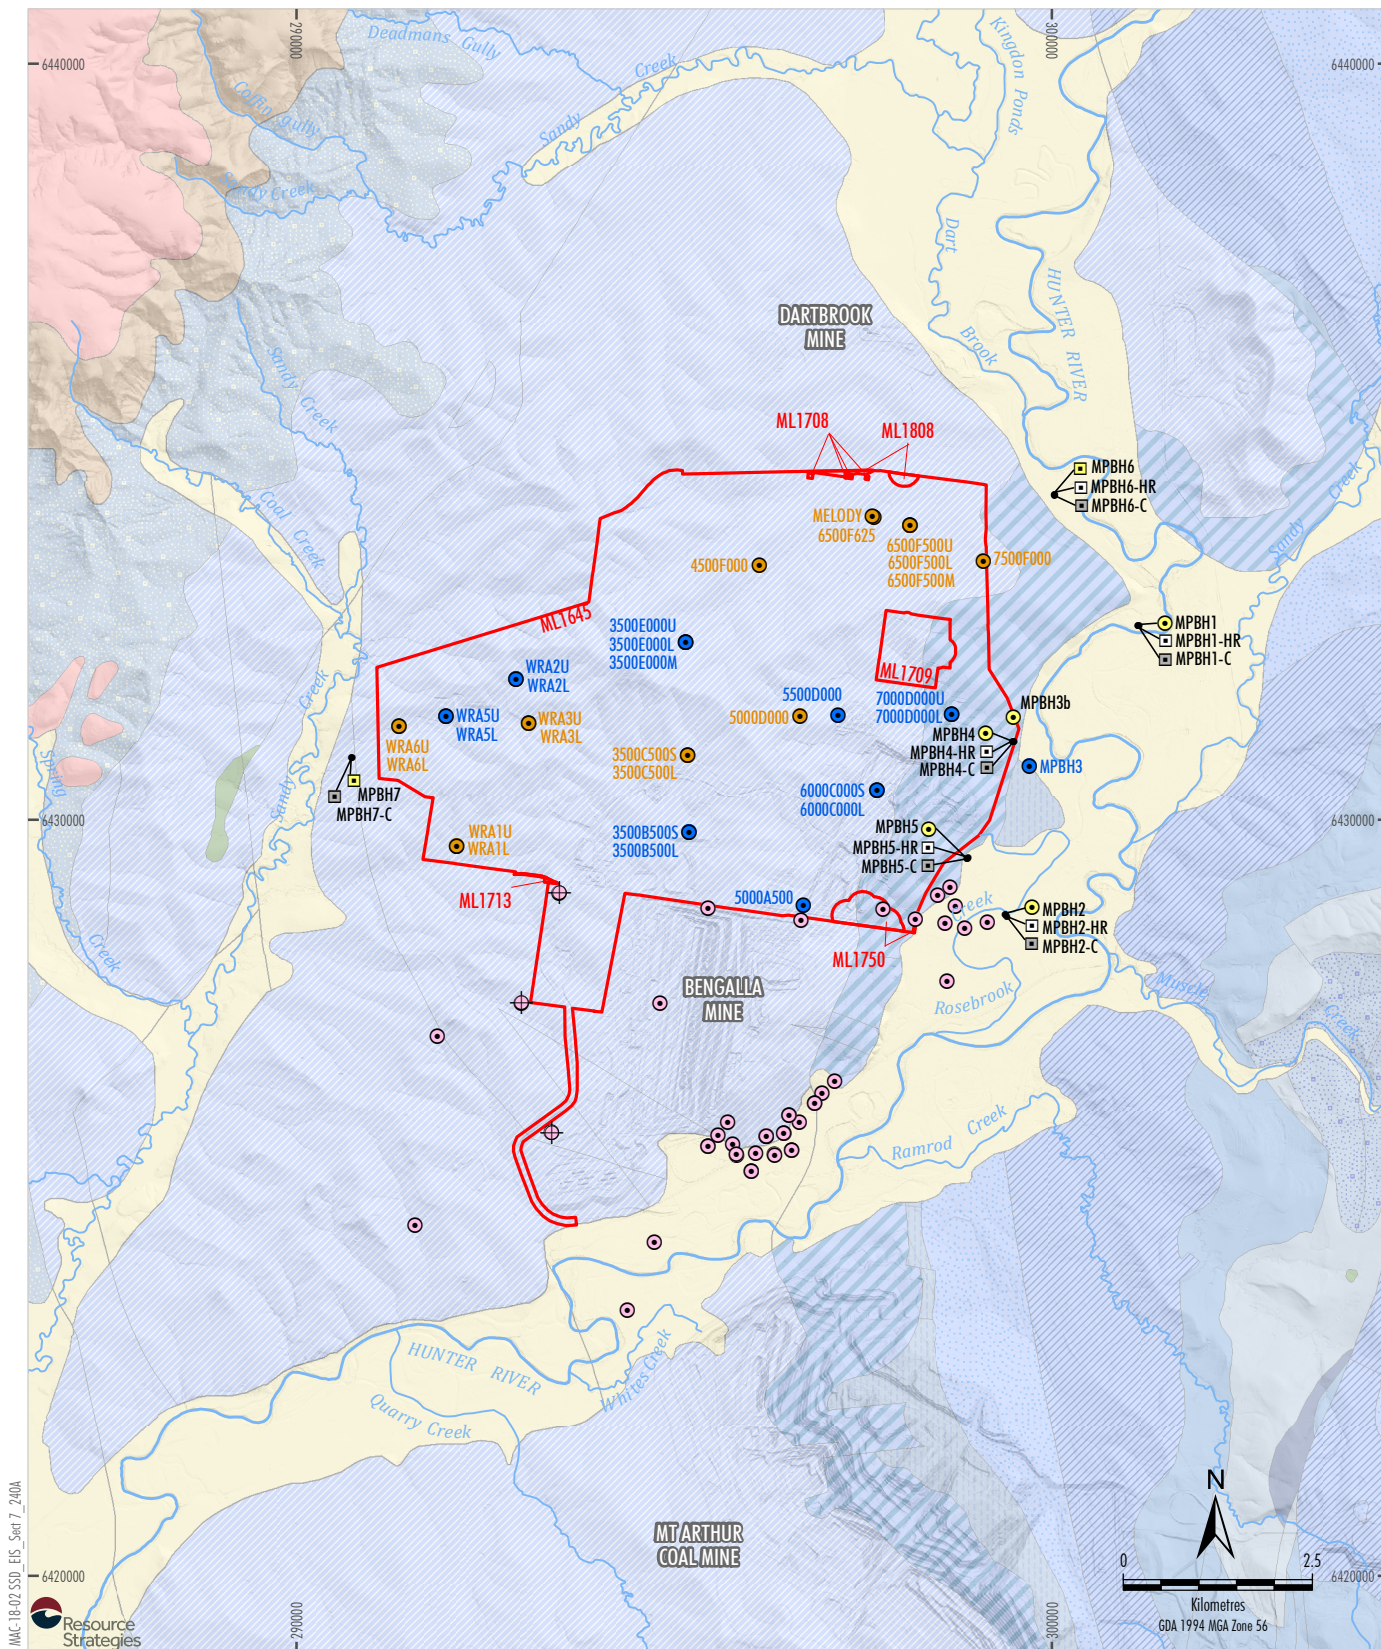 290000
300000
6440000
6440000
Deadmans Gully
Creek
Kingdon Ponds
Coffin gully
Sandy
Sandy Creek
Dart
HUNTER RIVER
DARTBROOK
MINE
Brook
Sandy
Creek
ML1708
ML1808
MPBH6
MPBH6-HR
MPBH6-C
Creek
Sandy
Coal
Creek
MELODY
6500F625
6500F500U
6500F500L
6500F500M
7500F000
4500F000
ML1645
3500E000U
3500E000L
3500E000M
MPBH1
MPBH1-HR
MPBH1-C
ML1709
WRA2U
WRA2L
Creek
Sandy
5500D000
7000D000U
7000D000L
MPBH3b
WRA5U
WRA5L
WRA3U
WRA3L
5000D000
MPBH4
MPBH4-HR
MPBH4-C
WRA6U
WRA6L
3500C500S
3500C500L
MPBH3
Spring
MPBH7
MPBH7-C
6000C000S
6000C000L
6430000
6430000
WRA1U
WRA1L
3500B500S
3500B500L
MPBH5
MPBH5-HR
MPBH5-C
ML1713
5000A500
Creek
MPBH2
MPBH2-HR
MPBH2-C
Creek
ML1750
BENGALLA
MINE
Rosebrook
Muscle
Creek
Ramrod Creek
HUNTER RIVER
Whites Creek
Quarry Creek
MT ARTHUR
COAL MINE
N
0
2.5
Kilometres
GDA 1994 MGA Zone 56
6420000
6420000
290000
300000
MAC-18-02 SSD_EIS_Sect 7_240A
Resource
Strategies